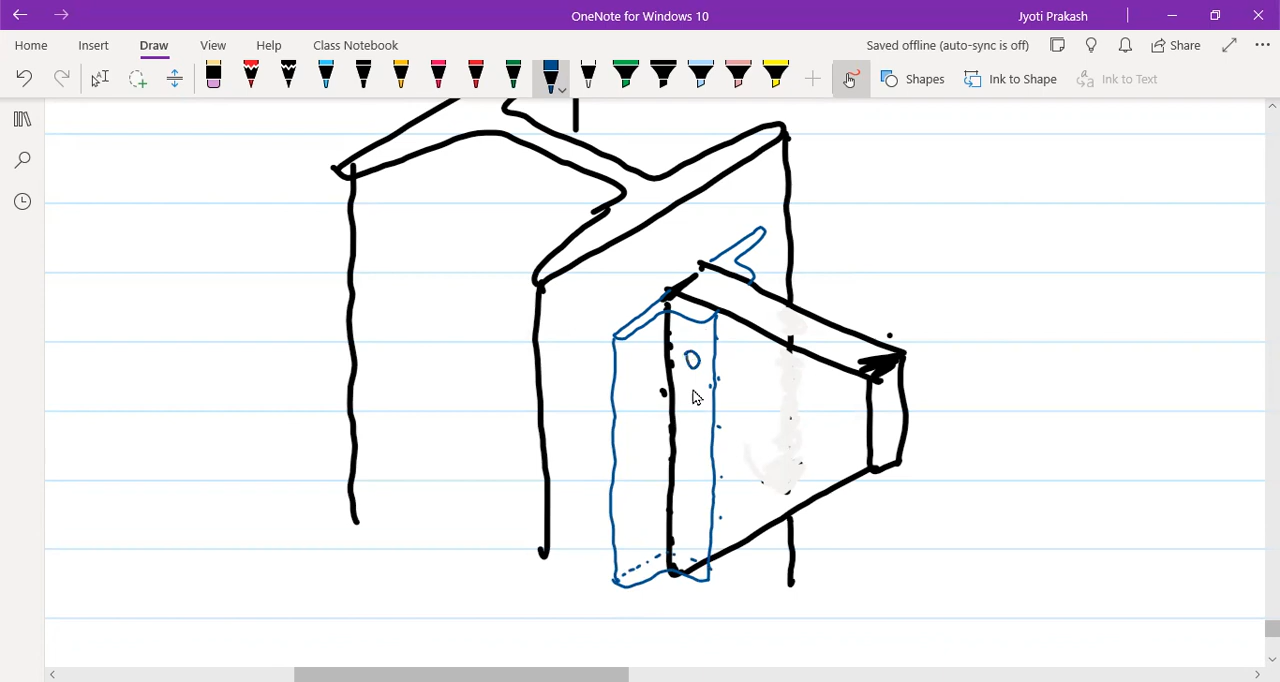 OneNote for Windows 10
Jyoti Prakash
Home Insert Draw View Help Class Notebook
Saved offline (auto-sync is off) Share
Shapes Ink to Shape Ink to Text